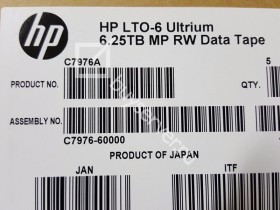 hp
HP LTO-6 Ultrium
6.25TB MP RW Data Tape
C7976A
5
PRODUCT NO.
QTY.
ASSEMBLY NO.
C7976-60000
PRODUCT OF JAPAN
JAN
ITF